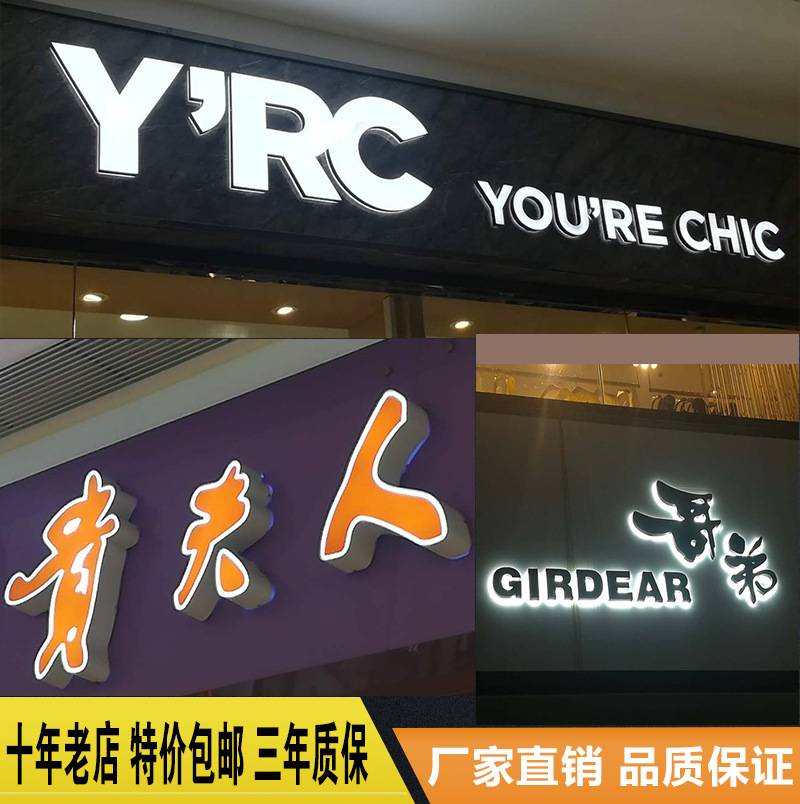 Y'RC
YOU'RE CHIC
贵夫人
哥弟
GIRDEAR
十年老店 特价包邮 三年质保
厂家直销 品质保证